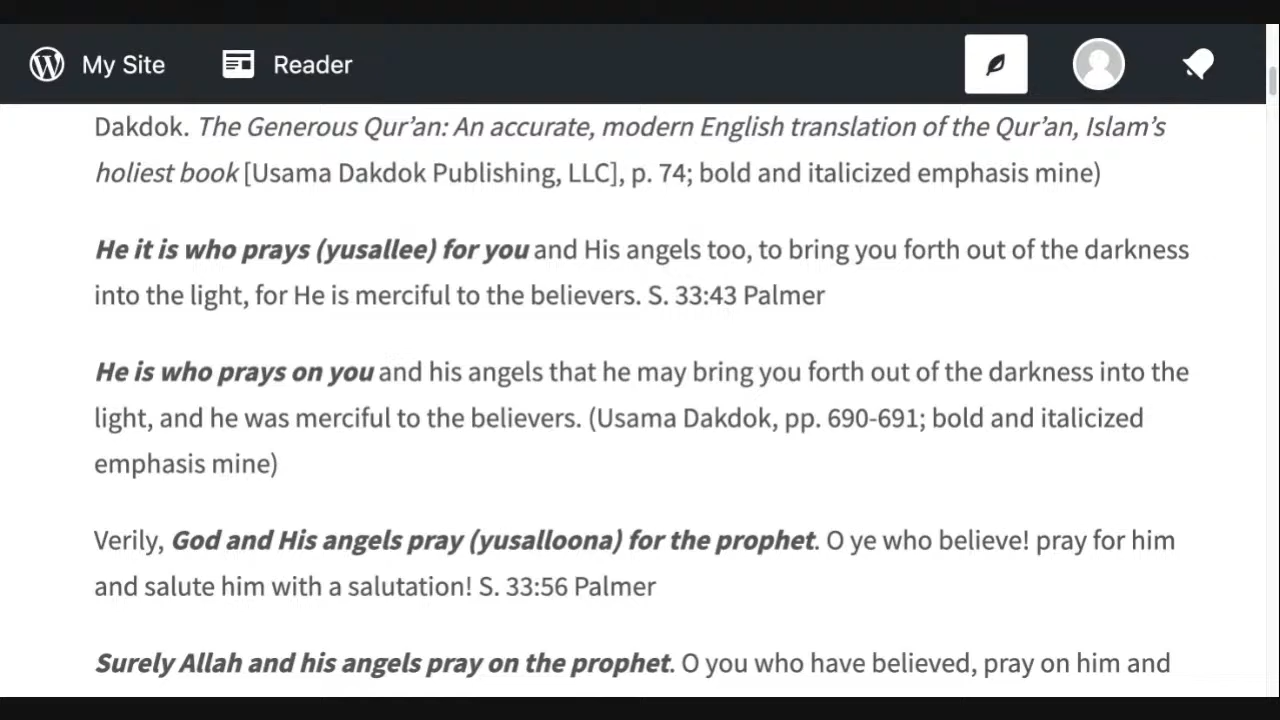 My Site
Reader
Dakdok. The Generous Qur’an: An accurate, modern English translation of the Qur’an, Islam’s
holiest book [Usama Dakdok Publishing, LLC], p. 74; bold and italicized emphasis mine)
He it is who prays (yusallee) for you and His angels too, to bring you forth out of the darkness
into the light, for He is merciful to the believers. S. 33:43 Palmer
He is who prays on you and his angels that he may bring you forth out of the darkness into the
light, and he was merciful to the believers. (Usama Dakdok, pp. 690-691; bold and italicized
emphasis mine)
Verily, God and His angels pray (yusalloona) for the prophet. O ye who believe! pray for him
and salute him with a salutation! S. 33:56 Palmer
Surely Allah and his angels pray on the prophet. O you who have believed, pray on him and